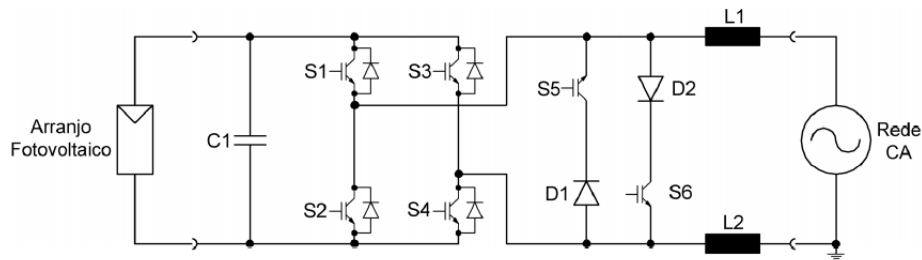 L1
S1
S3
S5
D2
Arranjo
Fotovoltaico
C1
Rede
CA
S2
S4
D1
S6
L2